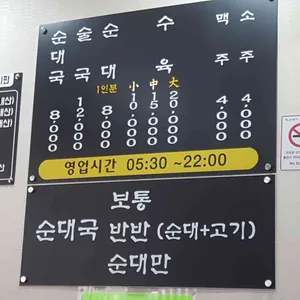 순대국 8.000
술국 12.000
순대 1인분 8.000
수육 小 10.000 中 15.000 大 20.000
맥주 4.000
소주 4.000
영업시간 05:30 ~22:00
보통
순대국 반반 (순대+고기)
순대만